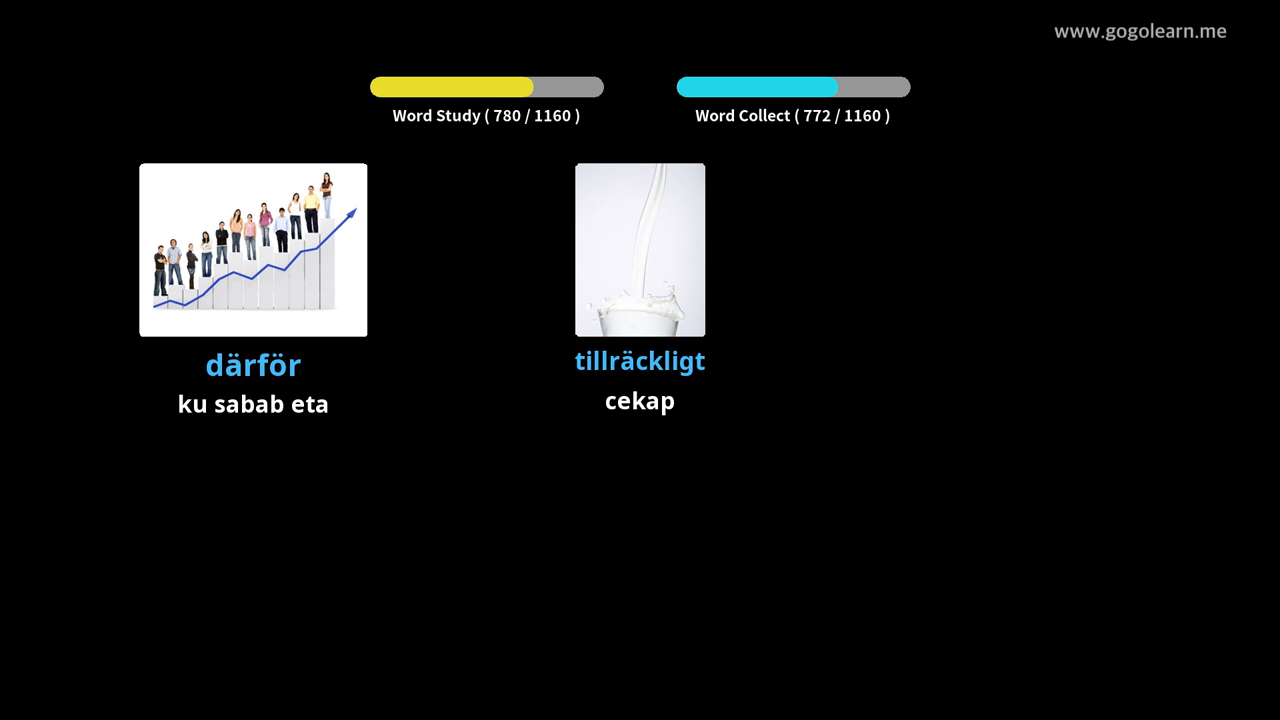 www.gogolearn.me
Word Study ( 780 / 1160 )
Word Collect ( 772 / 1160 )
därför
ku sabab eta
tillräckligt
cekap